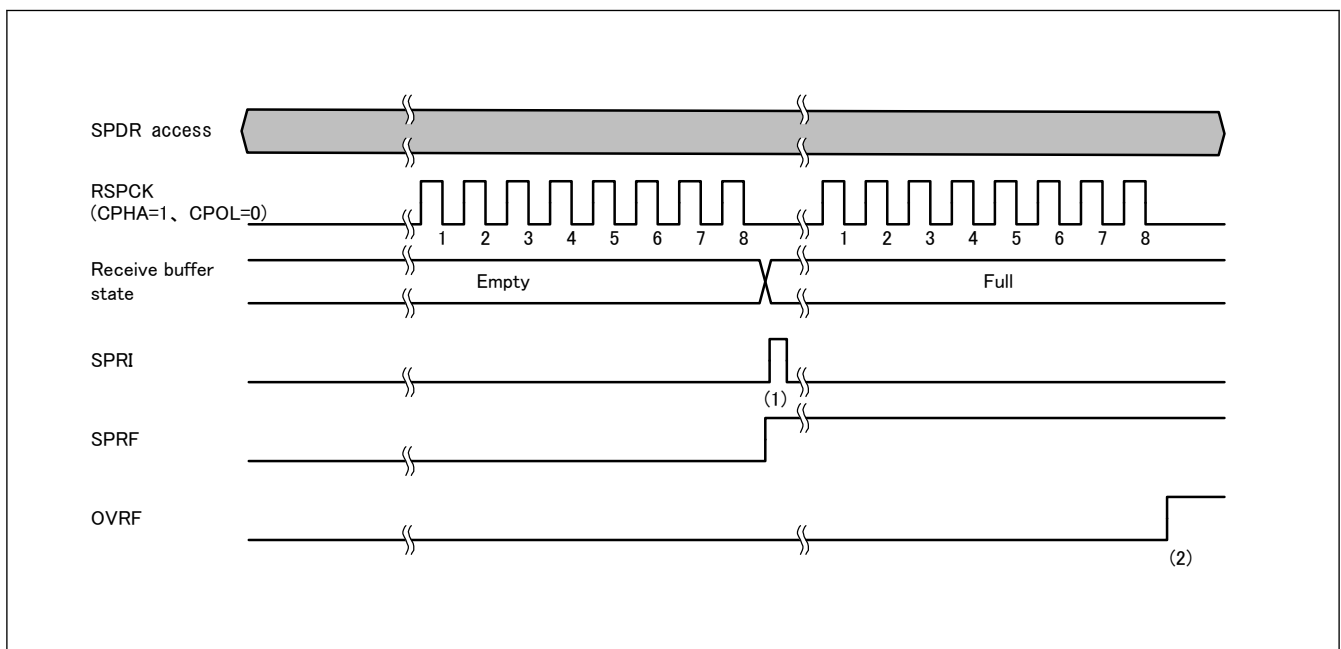 SPDR access
RSPCK
(CPHA=1、 CPOL=0)
1 2 3 4 5 6 7 8 1 2 3 4 5 6 7 8
Receive buffer
state
Empty Full
SPRI
(1)
SPRF
OVRF
(2)